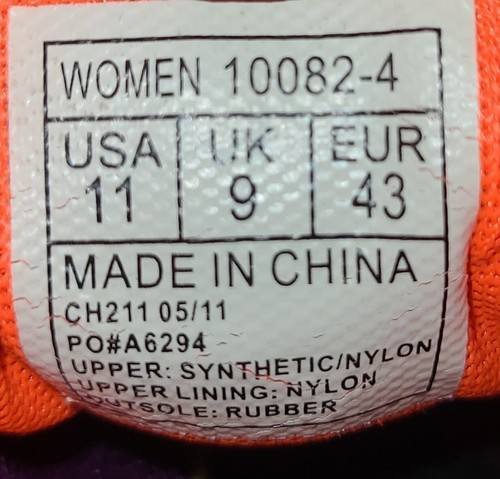 WOMEN 10082-4
USA UK EUR
11 9 43
MADE IN CHINA
CH211 05/11
PO#A6294
UPPER: SYNTHETIC/NYLON
UPPER LINING: NYLON
OUTSOLE: RUBBER